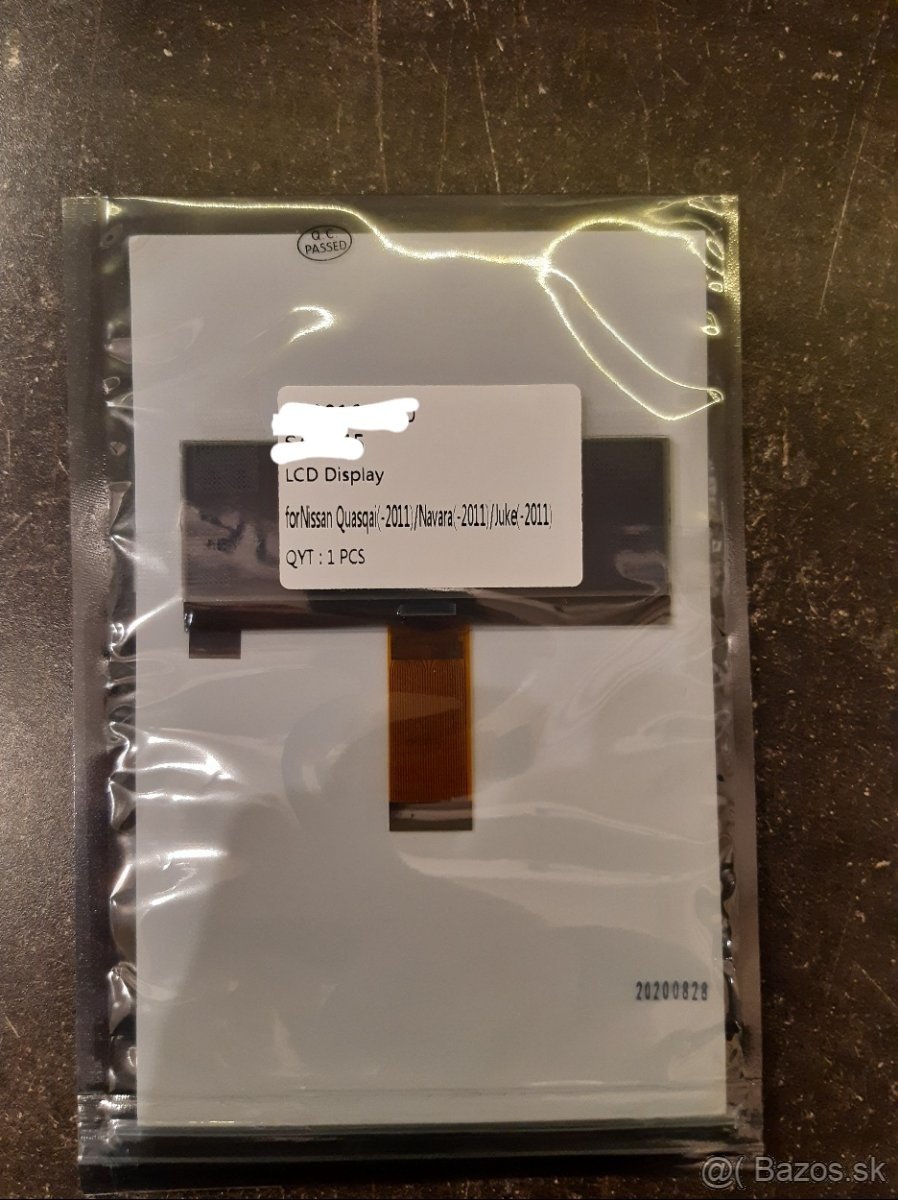 Q.C.
PASSED
LCD Display
forNissan Quasqai(-2011)/Navara(-2011)/Juke(-2011)
QYT : 1 PCS
20200828
@( Bazos.sk